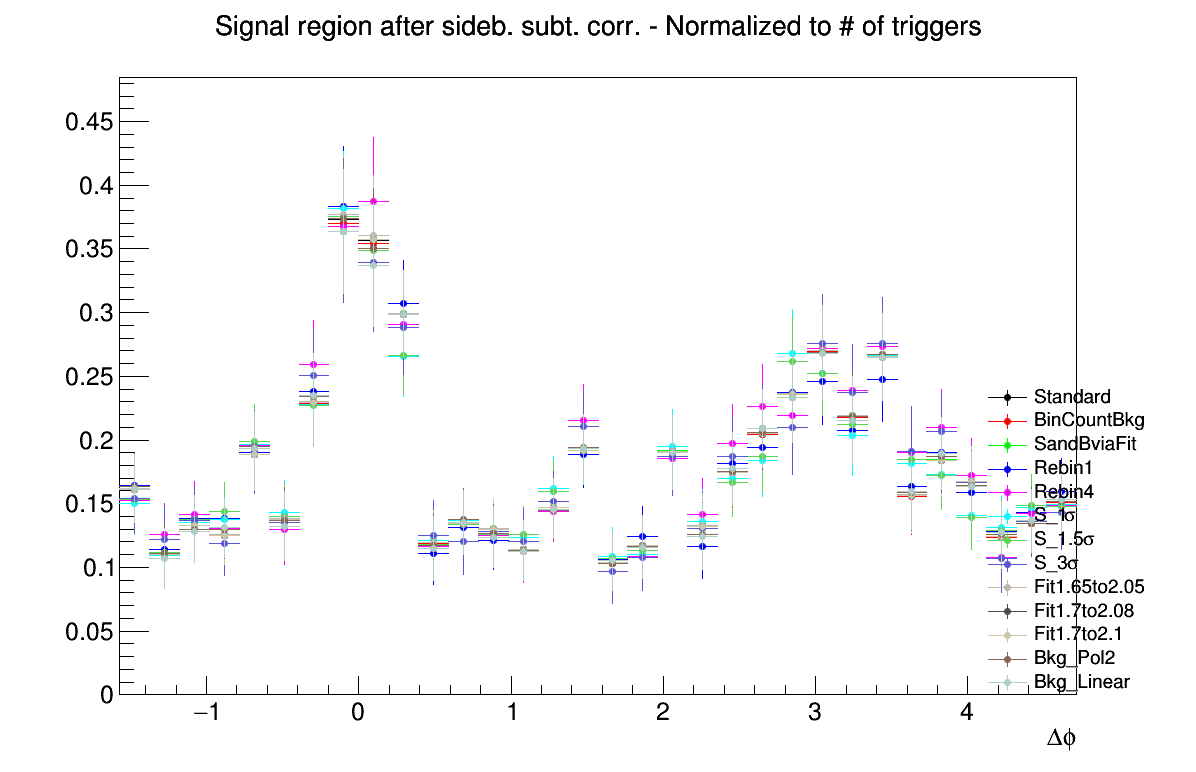 Signal region after sideb. subt. corr. - Normalized to # of triggers
0.45
0.4
0.35
0.3
0.25
0.2
0.15
0.1
0.05
0
−1 0 1 2 3 4
Δϕ
Standard
BinCountBkg
SandBviaFit
Rebin1
Rebin4
S_1σ
S_1.5σ
S_3σ
Fit1.65to2.05
Fit1.7to2.08
Fit1.7to2.1
Bkg_Pol2
Bkg_Linear